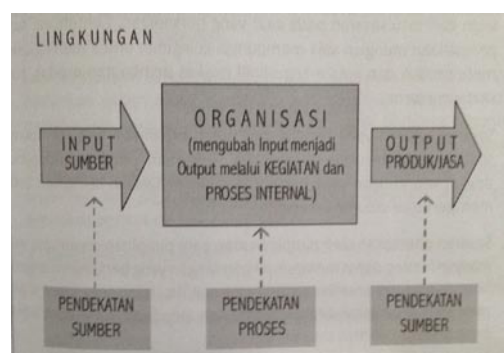 LINGKUNGAN
INPUT
SUMBER
ORGANISASI
(mengubah Input menjadi
Output melalui KEGIATAN dan
PROSES INTERNAL)
OUTPUT
PRODUK/JASA
PENDEKATAN
SUMBER
PENDEKATAN
PROSES
PENDEKATAN
SUMBER